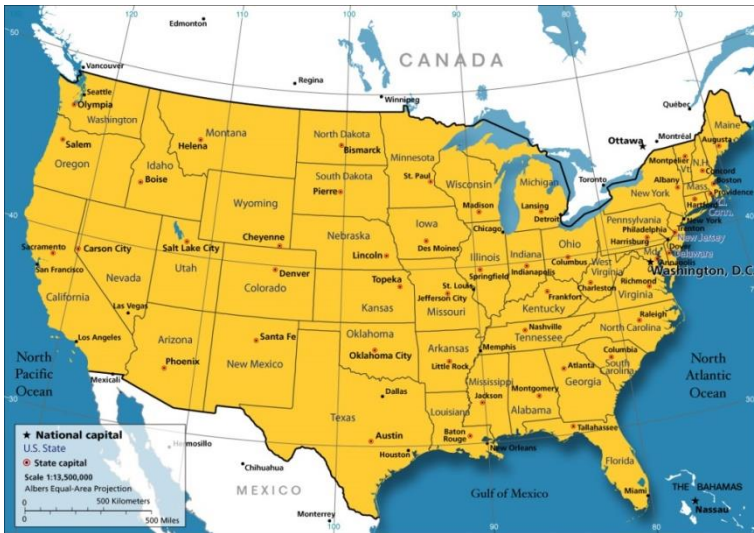 50
Edmonton
80
70
CANADA
50
Vancouver
Regina
Winnipeg
Québec
Seattle
Olympia
Washington
Montana
Helena
North Dakota
Bismarck
Minnesota
Ottawa
Montréal
Maine
Augusta
Salem
Oregon
Idaho
Boise
South Dakota
Pierre
St. Paul
Wisconsin
Michigan
Toronto
Montpelier
Vt.
N.H.
Concord
Albany
Boston
Mass.
Providence
New York
Hartford
R.I.
Conn.
40
Wyoming
Madison
Lansing
Detroit
New York
Pennsylvania
Philadelphia
Trenton
New Jersey
Harrisburg
40
Sacramento
Carson City
San Francisco
Nevada
Salt Lake City
Utah
Cheyenne
Nebraska
Lincoln
Iowa
Des Moines
Chicago
Illinois
Indiana
Ohio
Columbus
Md.
Dover
Delaware
Annapolis
Washington, D.C
Denver
Colorado
Topeka
Kansas
St. Louis
Springfield
Indianapolis
West
Virginia
Charleston
Richmond
Virginia
California
Las Vegas
Jefferson City
Missouri
Frankfort
Kentucky
Raleigh
North Carolina
Los Angeles
Arizona
Phoenix
Santa Fe
New Mexico
Oklahoma
Oklahoma City
Arkansas
Little Rock
Nashville
Tennessee
Memphis
Columbia
South
Carolina
North
Pacific
Ocean
Mexicali
Dallas
Mississippi
Jackson
Montgomery
Alabama
Atlanta
Georgia
North
Atlantic
Ocean
30
Texas
Austin
Houston
Louisiana
Baton
Rouge
New Orleans
Tallahassee
Florida
30
Hermosillo
Chihuahua
MEXICO
Monterrey
Gulf of Mexico
Miami
THE BAHAMAS
Nassau
100
90
80
National capital
U.S. State
State capital
Scale 1:13,500,000
Albers Equal-Area Projection
0
500 Kilometers
0
500 Miles